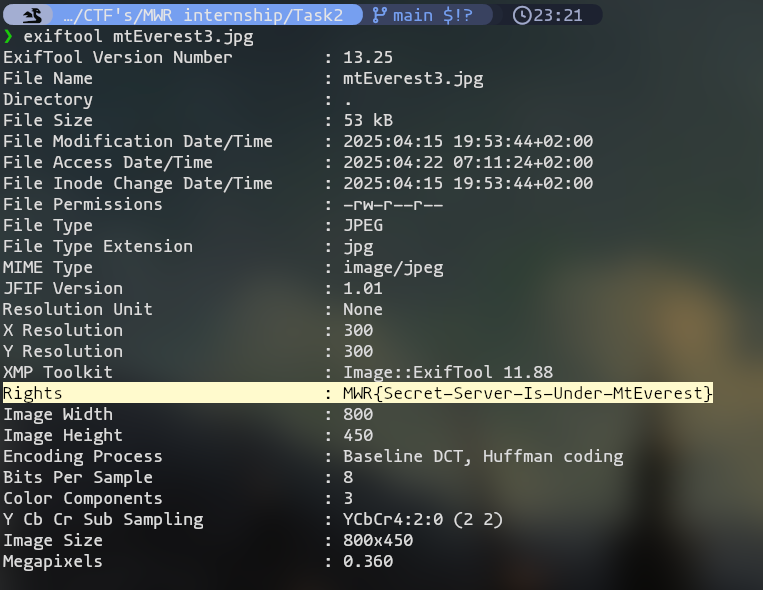 …/CTF's/MWR internship/Task2 main $!? 23:21
❯ exiftool mtEverest3.jpg
ExifTool Version Number : 13.25
File Name : mtEverest3.jpg
Directory : .
File Size : 53 kB
File Modification Date/Time : 2025:04:15 19:53:44+02:00
File Access Date/Time : 2025:04:22 07:11:24+02:00
File Inode Change Date/Time : 2025:04:15 19:53:44+02:00
File Permissions : -rw-r--r--
File Type : JPEG
File Type Extension : jpg
MIME Type : image/jpeg
JFIF Version : 1.01
Resolution Unit : None
X Resolution : 300
Y Resolution : 300
XMP Toolkit : Image::ExifTool 11.88
Rights : MWR{Secret-Server-Is-Under-MtEverest}
Image Width : 800
Image Height : 450
Encoding Process : Baseline DCT, Huffman coding
Bits Per Sample : 8
Color Components : 3
Y Cb Cr Sub Sampling : YCbCr4:2:0 (2 2)
Image Size : 800x450
Megapixels : 0.360